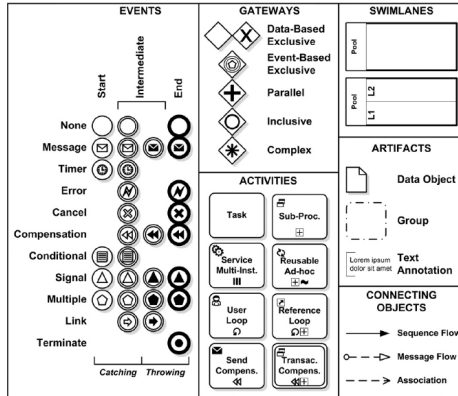 EVENTS
Start
Intermediate
End
None
Message
Timer
Error
Cancel
Compensation
Conditional
Signal
Multiple
Link
Terminate
Catching
Throwing
GATEWAYS
X
Data-Based
Exclusive
Event-Based
Exclusive
Parallel
Inclusive
Complex
ACTIVITIES
Task
Sub-Proc.
Service
Multi-Inst.
Reusable
Ad-hoc
User
Loop
Reference
Loop
Send
Compens.
Transac.
Compens.
SWIMLANES
Pool
Pool
L2
L1
ARTIFACTS
Data Object
Group
Lorem ipsum
dolor sit amet
Text
Annotation
CONNECTING
OBJECTS
Sequence Flow
Message Flow
Association